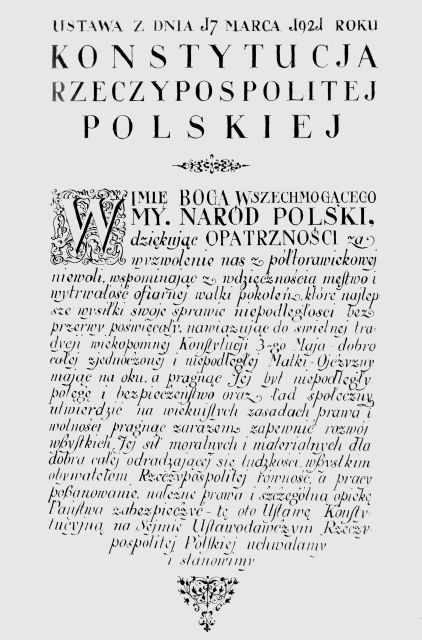 USTAWA Z DNIA 17 MARCA 1921 ROKU
KONSTYTUCJA
RZECZYPOSPOLITEJ
POLSKIEJ
W IMIĘ BOGA WSZECHMOGĄCEGO
MY, NARÓD POLSKI,
dziękując OPATRZNOŚCI za
wyzwolenie nas z półtorawiekowej
niewoli, wspominając z wdzięcznością męstwo i
wytrwałość ofiarnej walki pokoleń, które najlep
sze wysiłki swoje sprawie niepodległości bez
przerwy poświęcały, nawiązując do świetnej tra
dycji wiekopomnej Konstytucji 3-go Maja-dobro
całej zjednoczonej i niepodległej Matki-Ojczyzny
mając na oku, a pragnąc Jej byt niepodległy,
potęgę i bezpieczeństwo oraz ład społeczny
utwierdzić na wiekuistych zasadach prawa i
wolności pragnąc zarazem zapewnić rozwój
wszystkich Jej sił moralnych i materialnych dla
dobra całej odradzającej się ludzkości, wszystkim
obywatelom Rzeczypospolitej równość, a pracy
poszanowanie, należne prawa i szczególną opiekę
Państwa zabezpieczyć-tę oto Ustawę Konsty-
tucyjną na Sejmie Ustawodawczym Rzeczy-
pospolitej Polskiej uchwalamy
i stanowimy